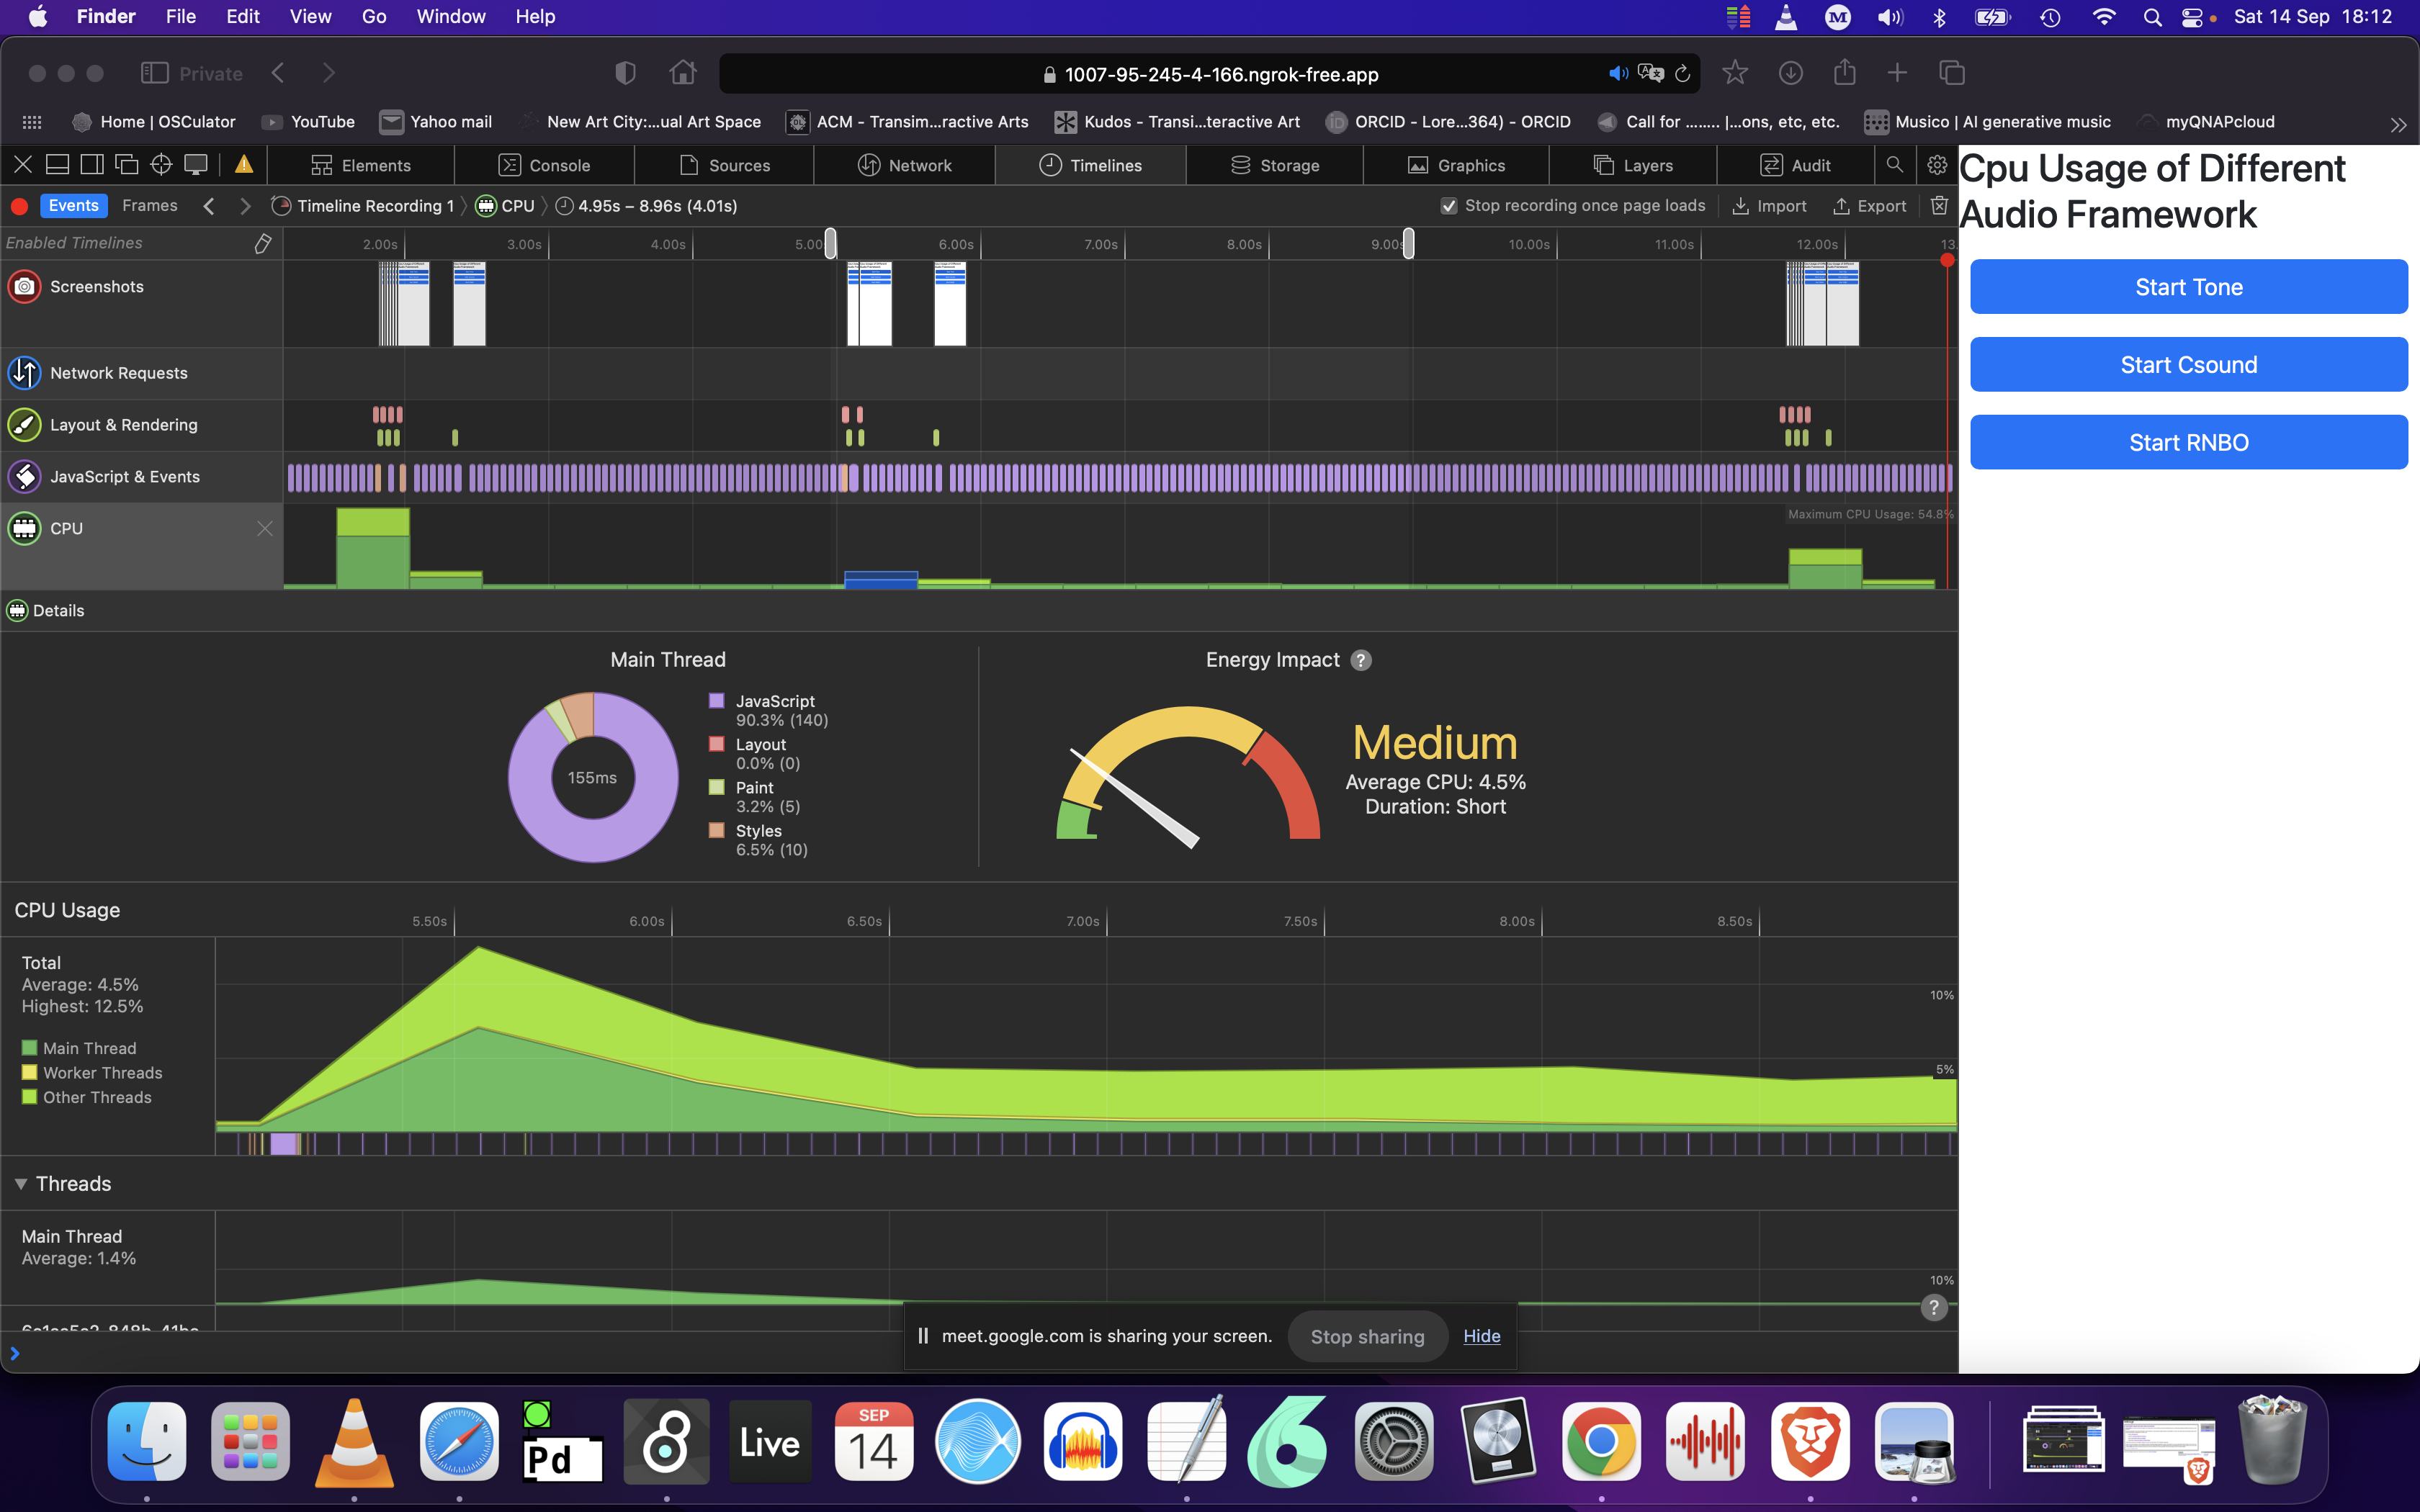 Finder File Edit View Go Window Help
Sat 14 Sep 18:12
Private
1007-95-245-4-166.ngrok-free.app
Home | OSCulator YouTube Yahoo mail New Art City:...ual Art Space ACM - Transim...ractive Arts Kudos - Transi...teractive Art ORCID - Lore...364) - ORCID Call for ........ |...ons, etc, etc. Musico | AI generative music myQNAPcloud
Elements Console Sources Network Timelines Storage Graphics Layers Audit
Events Frames Timeline Recording 1 CPU 4.95s – 8.96s (4.01s) Stop recording once page loads Import Export
Enabled Timelines 2.00s 3.00s 4.00s 5.00s 6.00s 7.00s 8.00s 9.00s 10.00s 11.00s 12.00s 13.
Screenshots
Network Requests
Layout & Rendering
JavaScript & Events
CPU
Maximum CPU Usage: 54.8%
Details
Main Thread
155ms
JavaScript
90.3% (140)
Layout
0.0% (0)
Paint
3.2% (5)
Styles
6.5% (10)
Energy Impact ?
Medium
Average CPU: 4.5%
Duration: Short
CPU Usage 5.50s 6.00s 6.50s 7.00s 7.50s 8.00s 8.50s
Total
Average: 4.5%
Highest: 12.5%
Main Thread
Worker Threads
Other Threads
10%
5%
Threads
Main Thread
Average: 1.4%
10%
?
Cpu Usage of Different
Audio Framework
Start Tone
Start Csound
Start RNBO
meet.google.com is sharing your screen. Stop sharing Hide
Pd
8
Live
SEP
14
6